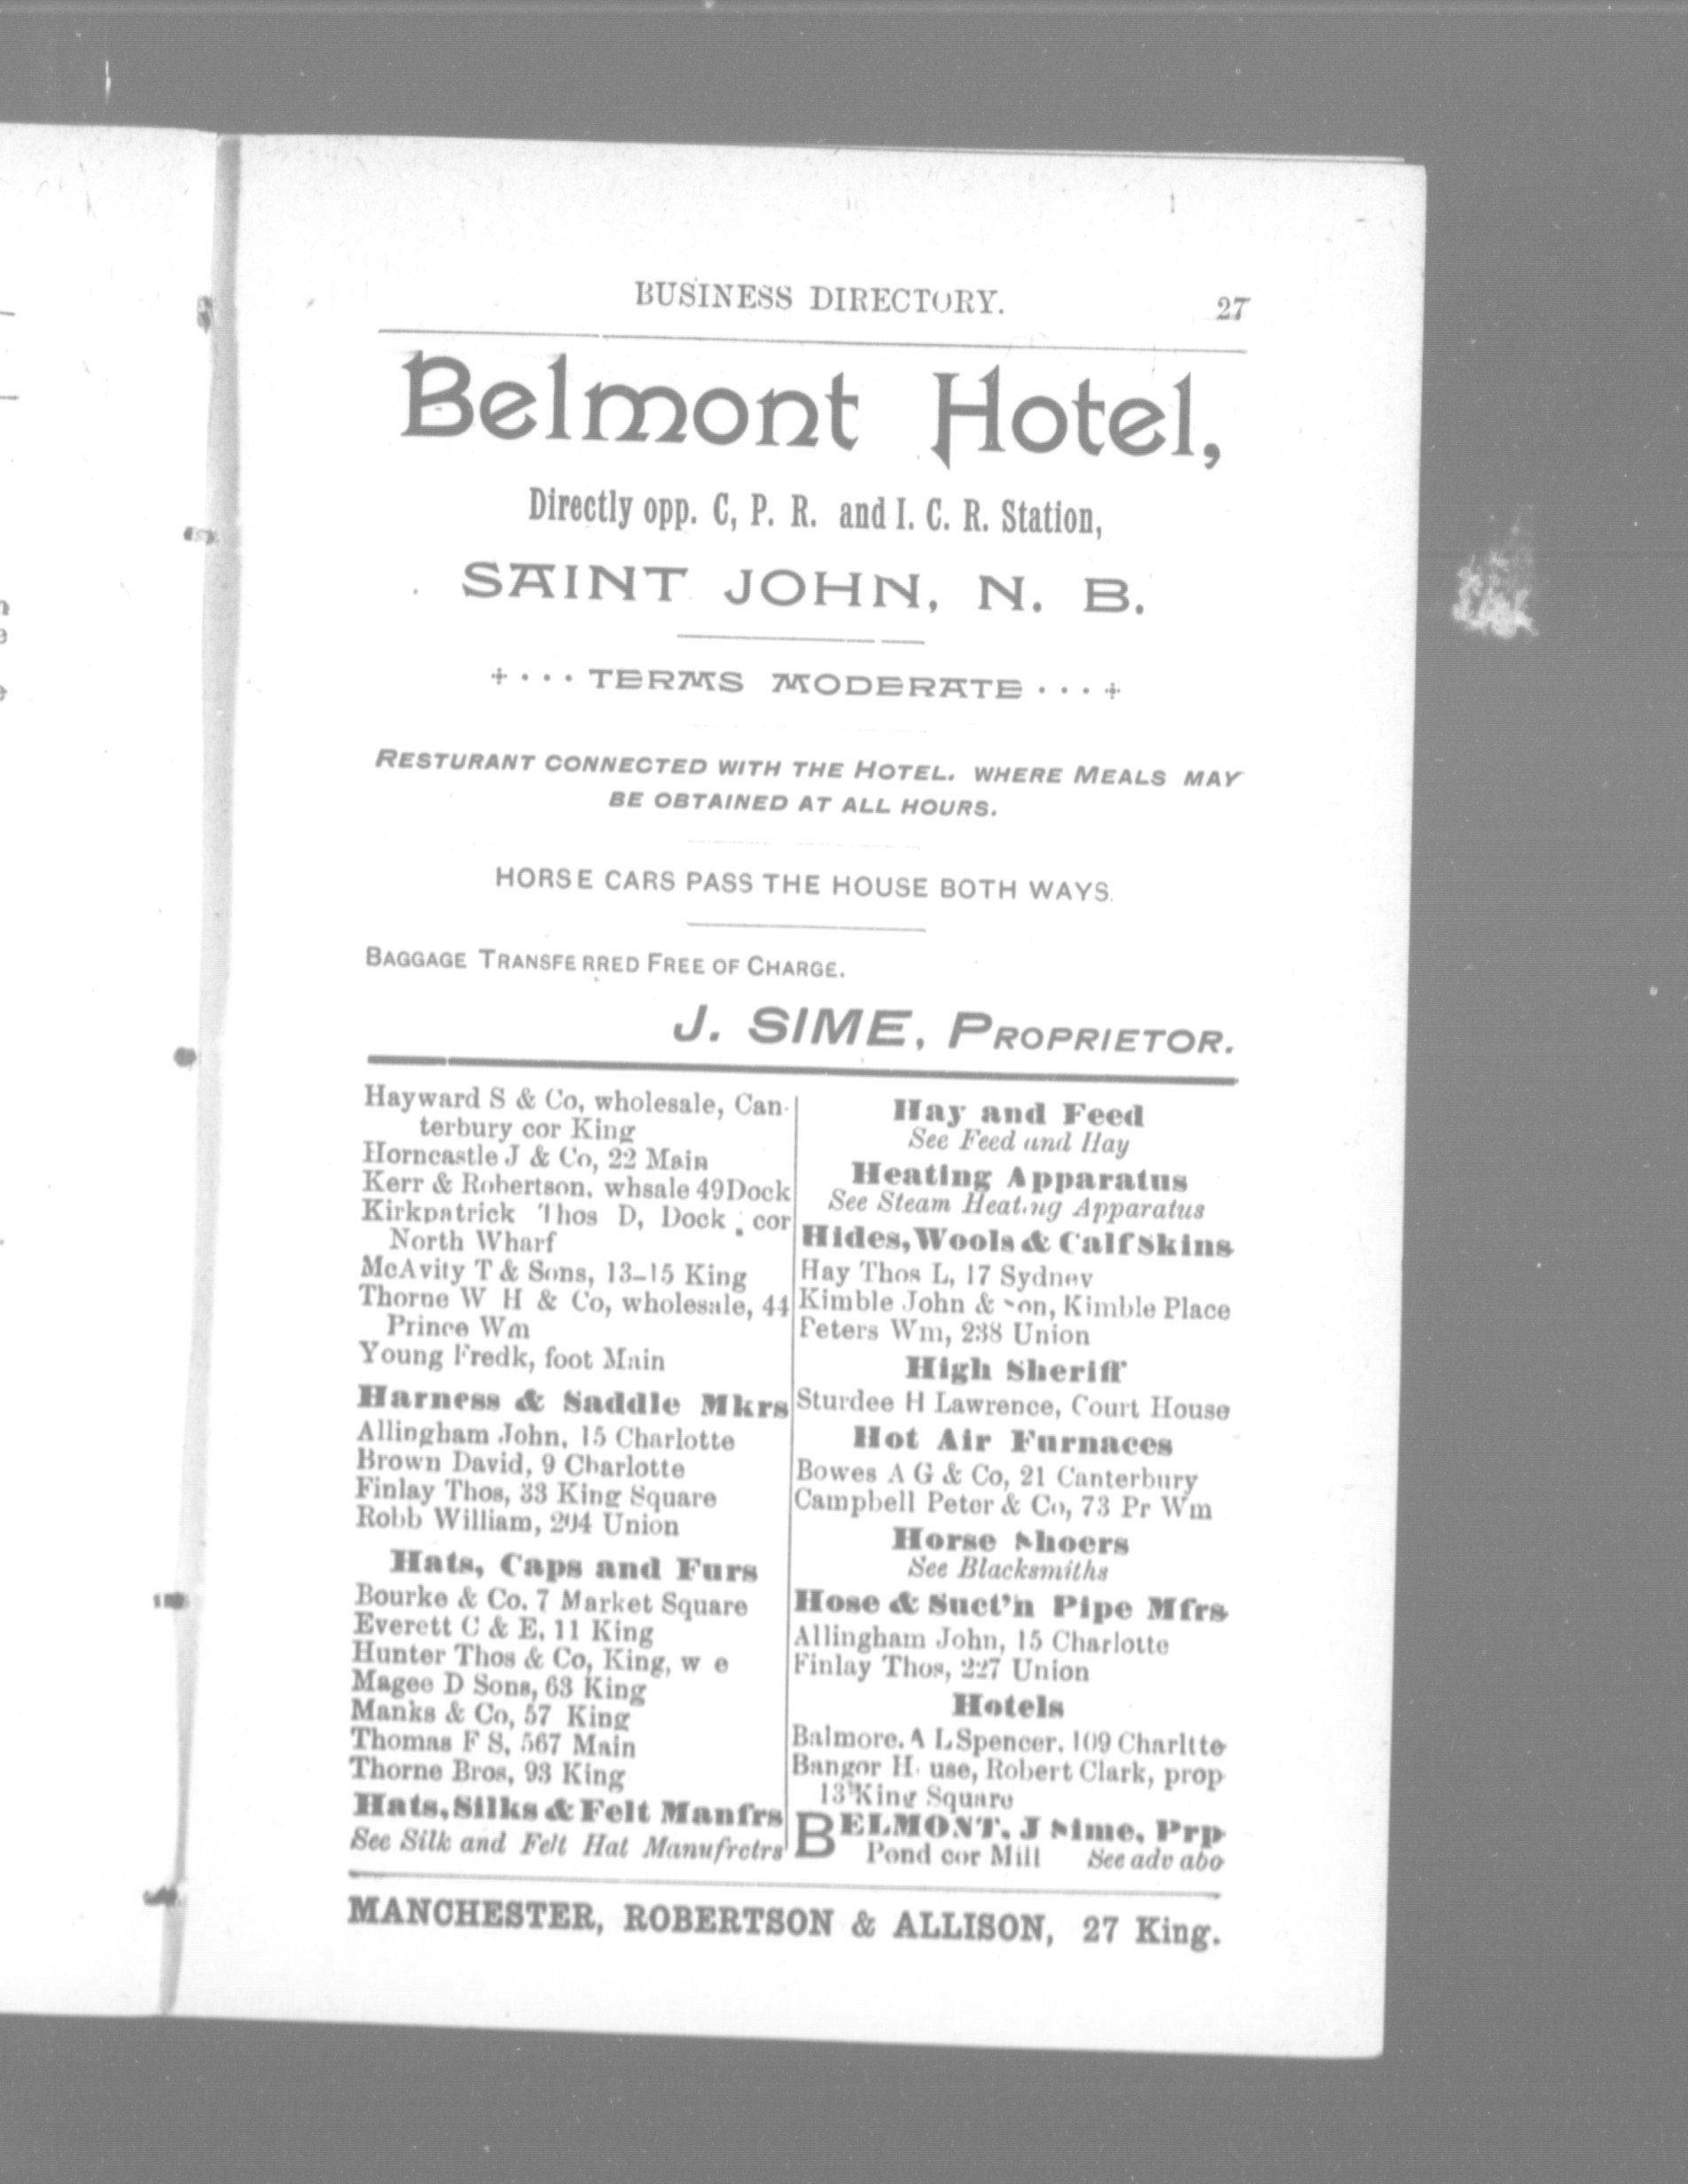 BUSINESS DIRECTORY. 27
Belmont Hotel,
Directly opp. C, P. R. and I. C. R. Station,
SAINT JOHN, N. B.
+ · · · TERMS MODERATE · · · +
RESTURANT CONNECTED WITH THE HOTEL. WHERE MEALS MAY
BE OBTAINED AT ALL HOURS.
HORSE CARS PASS THE HOUSE BOTH WAYS.
BAGGAGE TRANSFERRED FREE OF CHARGE.
J. SIME, PROPRIETOR.
Hayward S & Co, wholesale, Can-
terbury cor King
Horncastle J & Co, 22 Main
Kerr & Robertson. whsale 49 Dock
Kirkpatrick Thos D, Dock cor
North Wharf
McAvity T & Sons, 13-15 King
Thorne W H & Co, wholesale, 44
Prince Wm
Young Fredk, foot Main
Harness & Saddle Mkrs
Allingham John, 15 Charlotte
Brown David, 9 Charlotte
Finlay Thos, 33 King Square
Robb William, 294 Union
Hats, Caps and Furs
Bourke & Co. 7 Market Square
Everett C & E, 11 King
Hunter Thos & Co, King, w e
Magee D Sons, 63 King
Manks & Co, 57 King
Thomas F S, 567 Main
Thorne Bros, 93 King
Hats, Silks & Felt Manfrs
See Silk and Felt Hat Manufrctrs
Hay and Feed
See Feed and Hay
Heating Apparatus
See Steam Heating Apparatus
Hides, Wools & Calf Skins
Hay Thos L, 17 Sydney
Kimble John & Son, Kimble Place
Peters Wm, 238 Union
High Sheriff
Sturdee H Lawrence, Court House
Hot Air Furnaces
Bowes A G & Co, 21 Canterbury
Campbell Peter & Co, 73 Pr Wm
Horse Shoers
See Blacksmiths
Hose & Suct'n Pipe Mfrs
Allingham John, 15 Charlotte
Finlay Thos, 227 Union
Hotels
Balmore, A L Spencer, 109 Charltte
Bangor House, Robert Clark, prop
13 King Square
BELMONT, J Sime, Prp
Pond cor Mill See adv abo
MANCHESTER, ROBERTSON & ALLISON, 27 King.